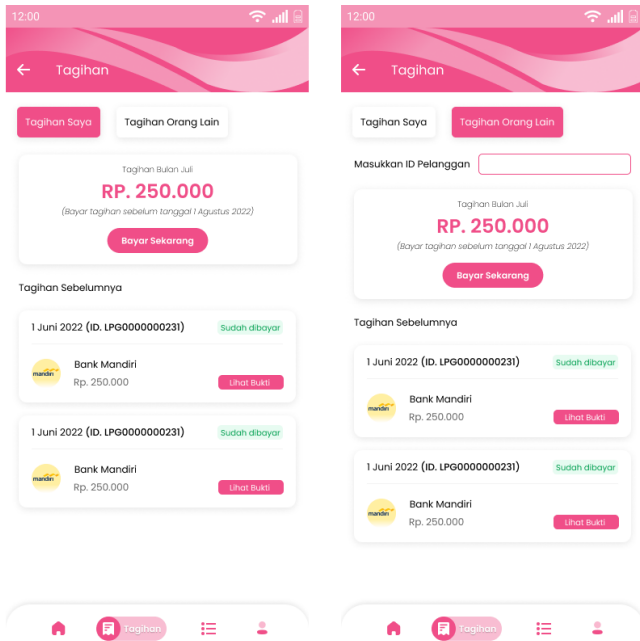 12:00
Tagihan
Tagihan Saya Tagihan Orang Lain
Tagihan Bulan Juli
RP. 250.000
(Bayar tagihan sebelum tanggal 1 Agustus 2022)
Bayar Sekarang
Tagihan Sebelumnya
1 Juni 2022 (ID. LPG0000000231) Sudah dibayar
mandiri
Bank Mandiri
Rp. 250.000 Lihat Bukti
1 Juni 2022 (ID. LPG0000000231) Sudah dibayar
mandiri
Bank Mandiri
Rp. 250.000 Lihat Bukti
Tagihan
12:00
Tagihan
Tagihan Saya Tagihan Orang Lain
Masukkan ID Pelanggan
Tagihan Bulan Juli
RP. 250.000
(Bayar tagihan sebelum tanggal 1 Agustus 2022)
Bayar Sekarang
Tagihan Sebelumnya
1 Juni 2022 (ID. LPG0000000231) Sudah dibayar
mandiri
Bank Mandiri
Rp. 250.000 Lihat Bukti
1 Juni 2022 (ID. LPG0000000231) Sudah dibayar
mandiri
Bank Mandiri
Rp. 250.000 Lihat Bukti
Tagihan